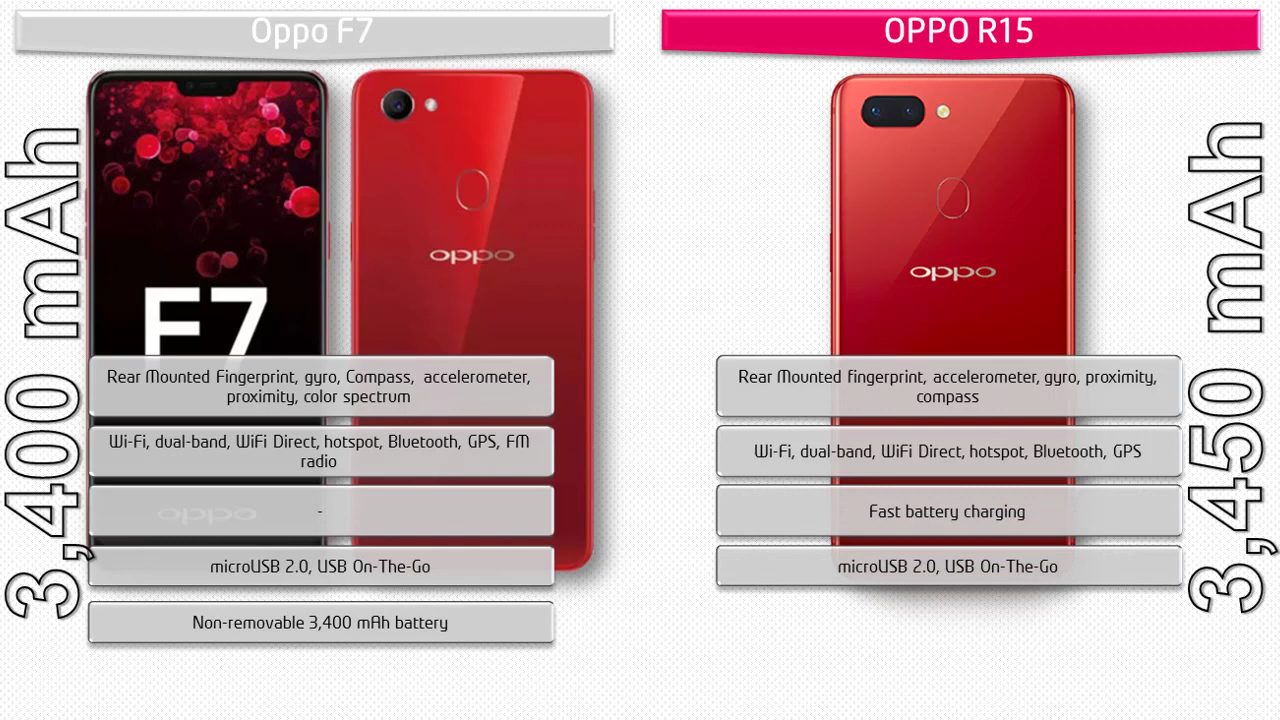 Oppo F7
OPPO R15
3,400 mAh
F7
oppo
Rear Mounted Fingerprint, gyro, Compass, accelerometer,
proximity, color spectrum
Wi-Fi, dual-band, WiFi Direct, hotspot, Bluetooth, GPS, FM
radio
oppo
-
microUSB 2.0, USB On-The-Go
Non-removable 3,400 mAh battery
oppo
Rear Mounted fingerprint, accelerometer, gyro, proximity,
compass
Wi-Fi, dual-band, WiFi Direct, hotspot, Bluetooth, GPS
Fast battery charging
microUSB 2.0, USB On-The-Go
3,450 mAh